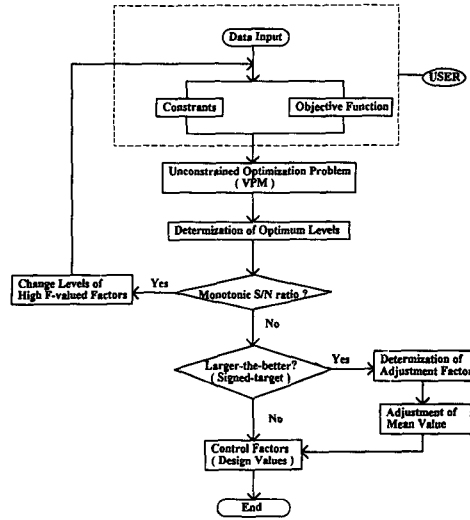 Data Input
USER
Constrants
Objective Function
Unconstrained Optimization Problem
( VPM )
Determization of Optimum Levels
Monotonic S/N ratio ?
Yes
Change Levels of
High F-valued Factors
No
Larger-the-better?
( Signed-target )
Yes
Determization of
Adjustment Factor
No
Adjustment of
Mean Value
Control Factors
( Design Values )
End